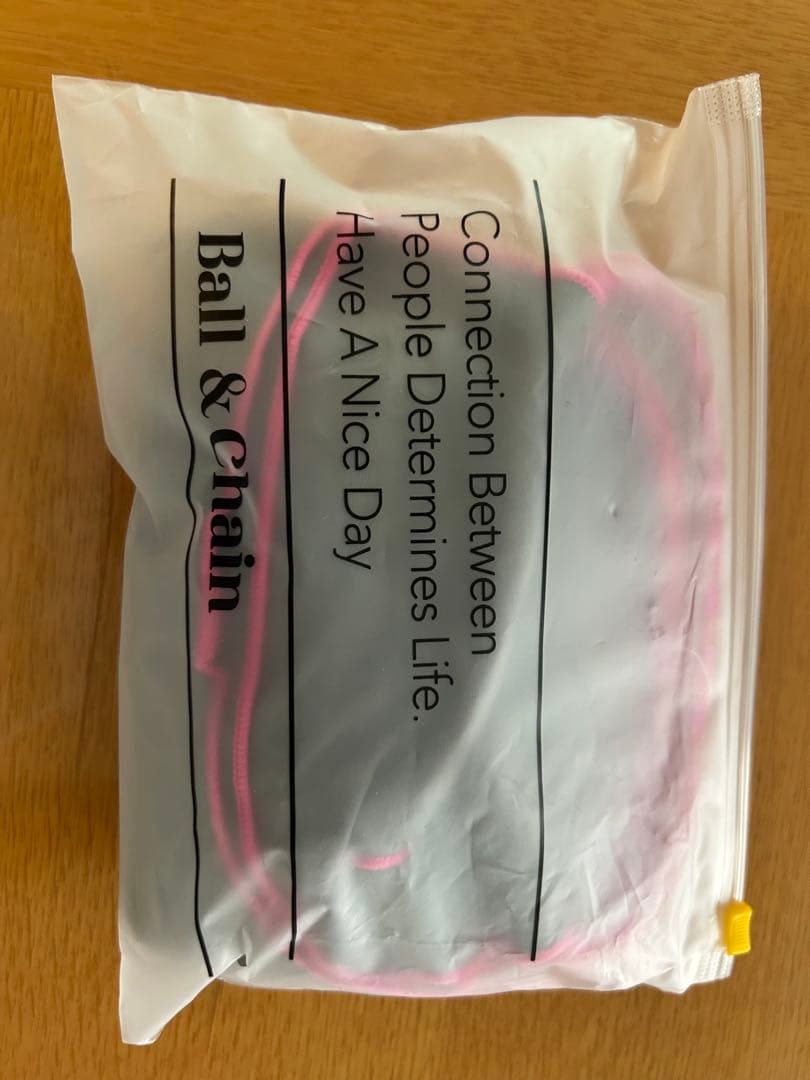 Connection Between
People Determines Life.
Have A Nice Day
Ball & Chain